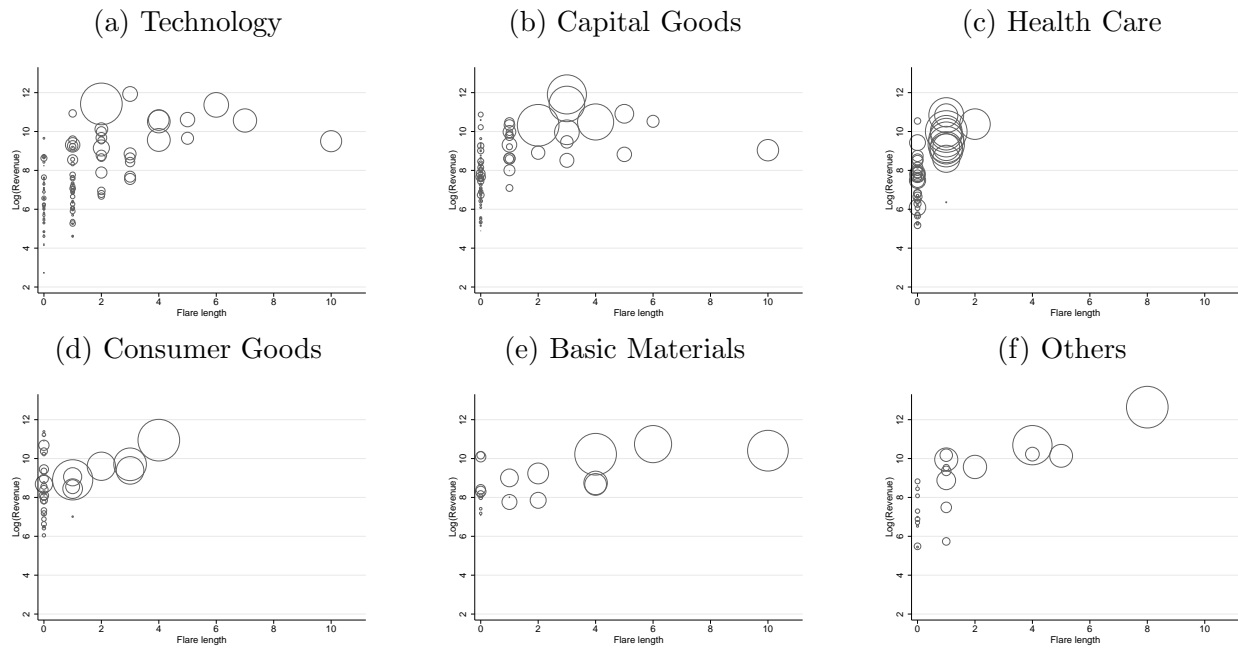 (a) Technology
(b) Capital Goods
(c) Health Care
Log(Revenue)
12
10
8
6
4
2
0 2 4 6 8 10
Flare length
Log(Revenue)
12
10
8
6
4
2
0 2 4 6 8 10
Flare length
Log(Revenue)
12
10
8
6
4
2
0 2 4 6 8 10
Flare length
(d) Consumer Goods
(e) Basic Materials
(f) Others
Log(Revenue)
12
10
8
6
4
2
0 2 4 6 8 10
Flare length
Log(Revenue)
12
10
8
6
4
2
0 2 4 6 8 10
Flare length
Log(Revenue)
12
10
8
6
4
2
0 2 4 6 8 10
Flare length